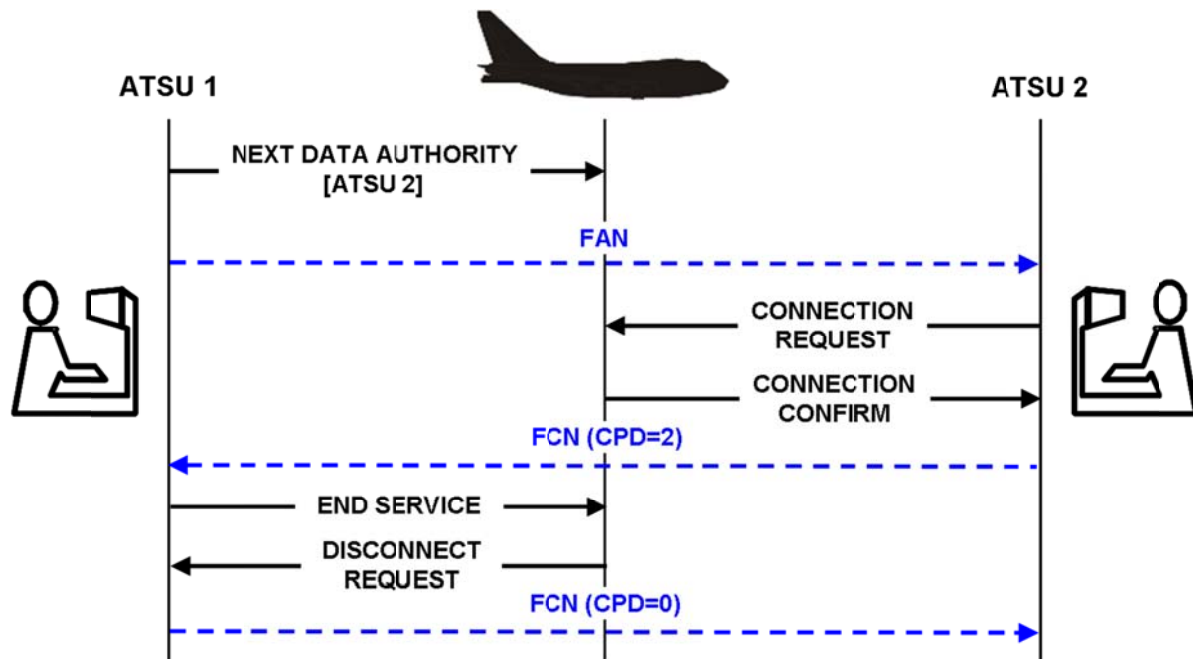 ATSU 1
ATSU 2
NEXT DATA AUTHORITY
[ATSU 2]
FAN
CONNECTION
REQUEST
CONNECTION
CONFIRM
FCN (CPD=2)
END SERVICE
DISCONNECT
REQUEST
FCN (CPD=0)